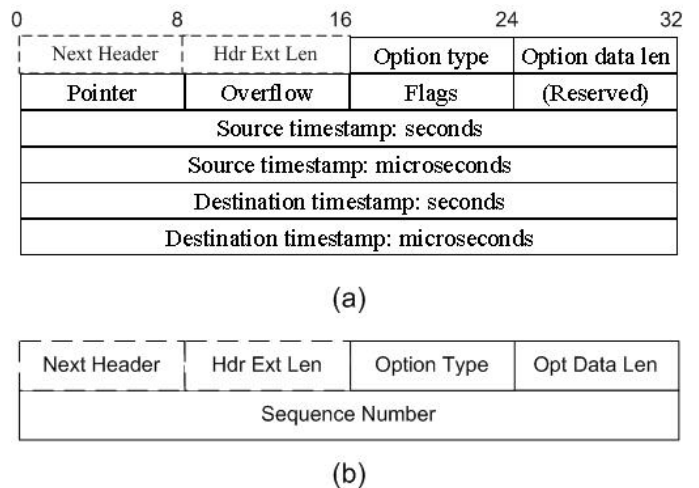 0 8 16 24 32
Next Header Hdr Ext Len Option type Option data len
Pointer Overflow Flags (Reserved)
Source timestamp: seconds
Source timestamp: microseconds
Destination timestamp: seconds
Destination timestamp: microseconds
(a)
Next Header Hdr Ext Len Option Type Opt Data Len
Sequence Number
(b)